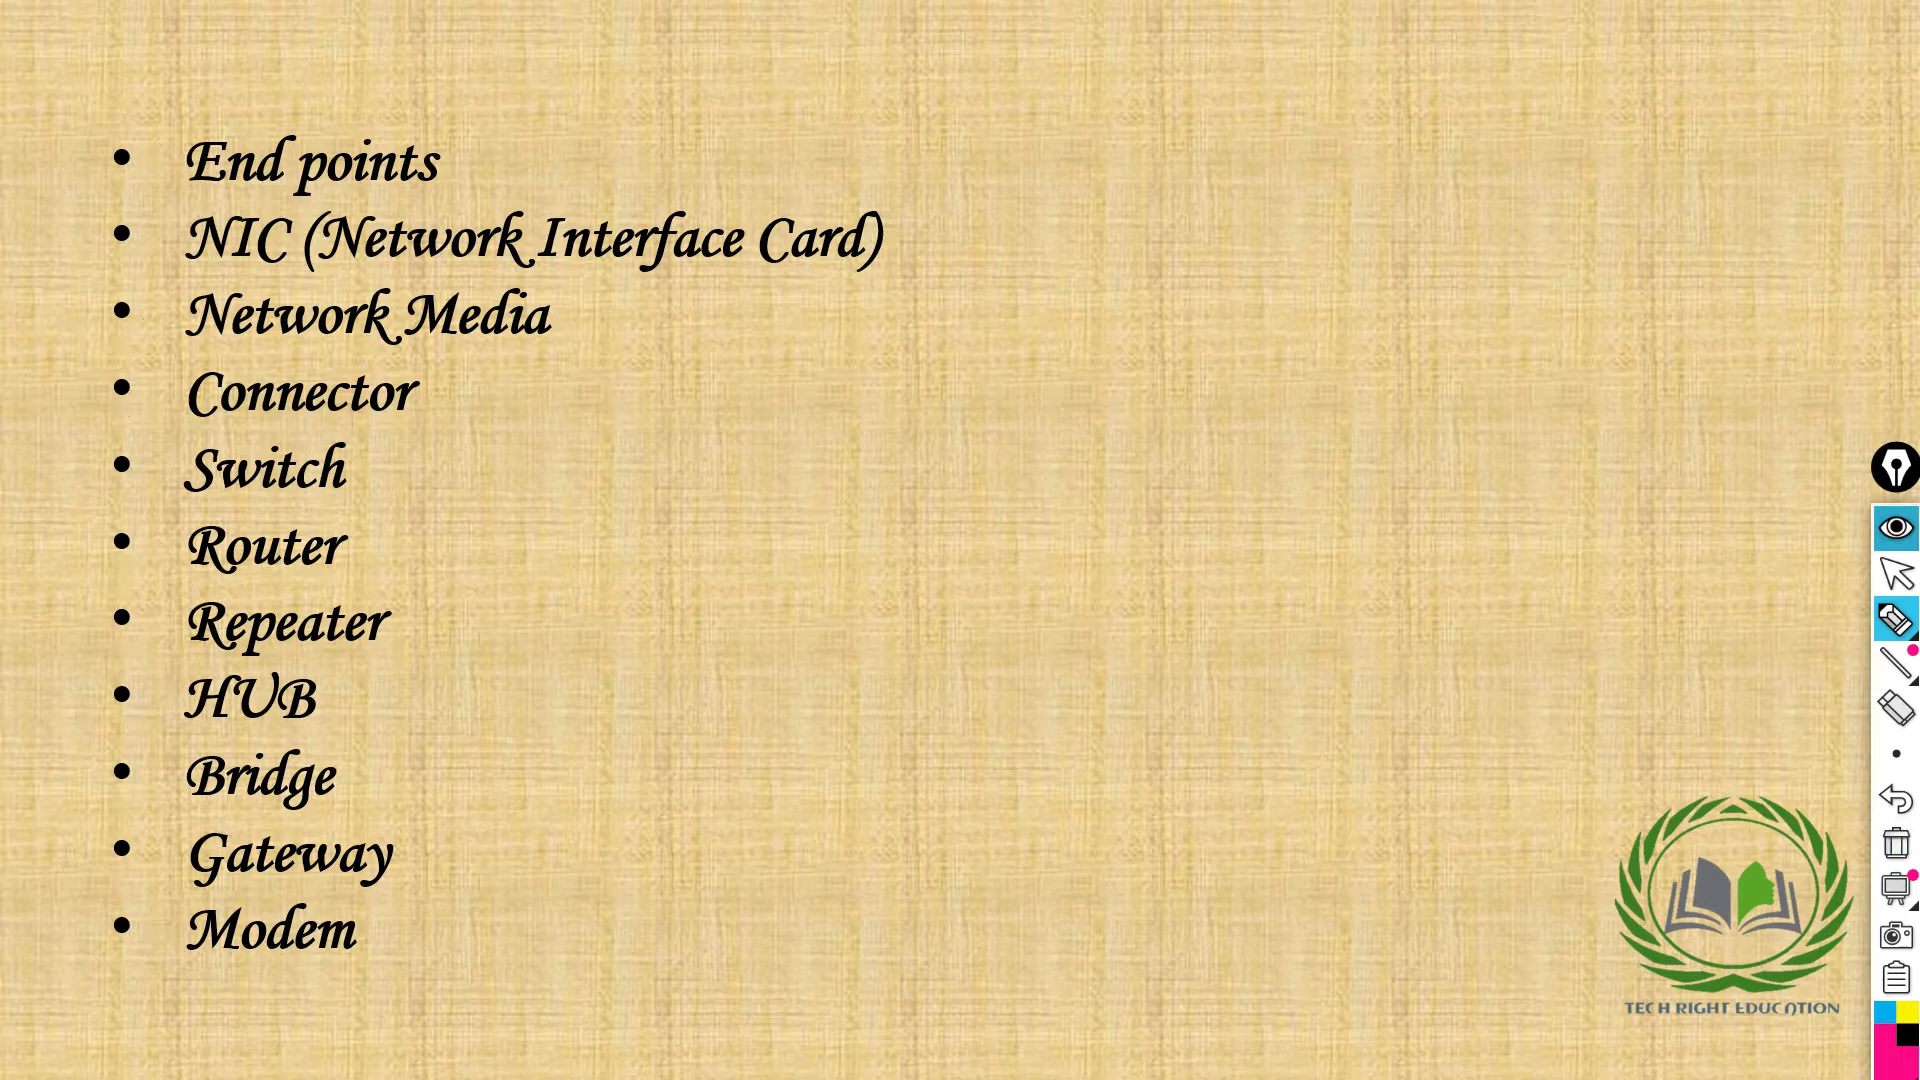 • End points
• NIC (Network Interface Card)
• Network Media
• Connector
• Switch
• Router
• Repeater
• HUB
• Bridge
• Gateway
• Modem
TECH RIGHT EDUCATION